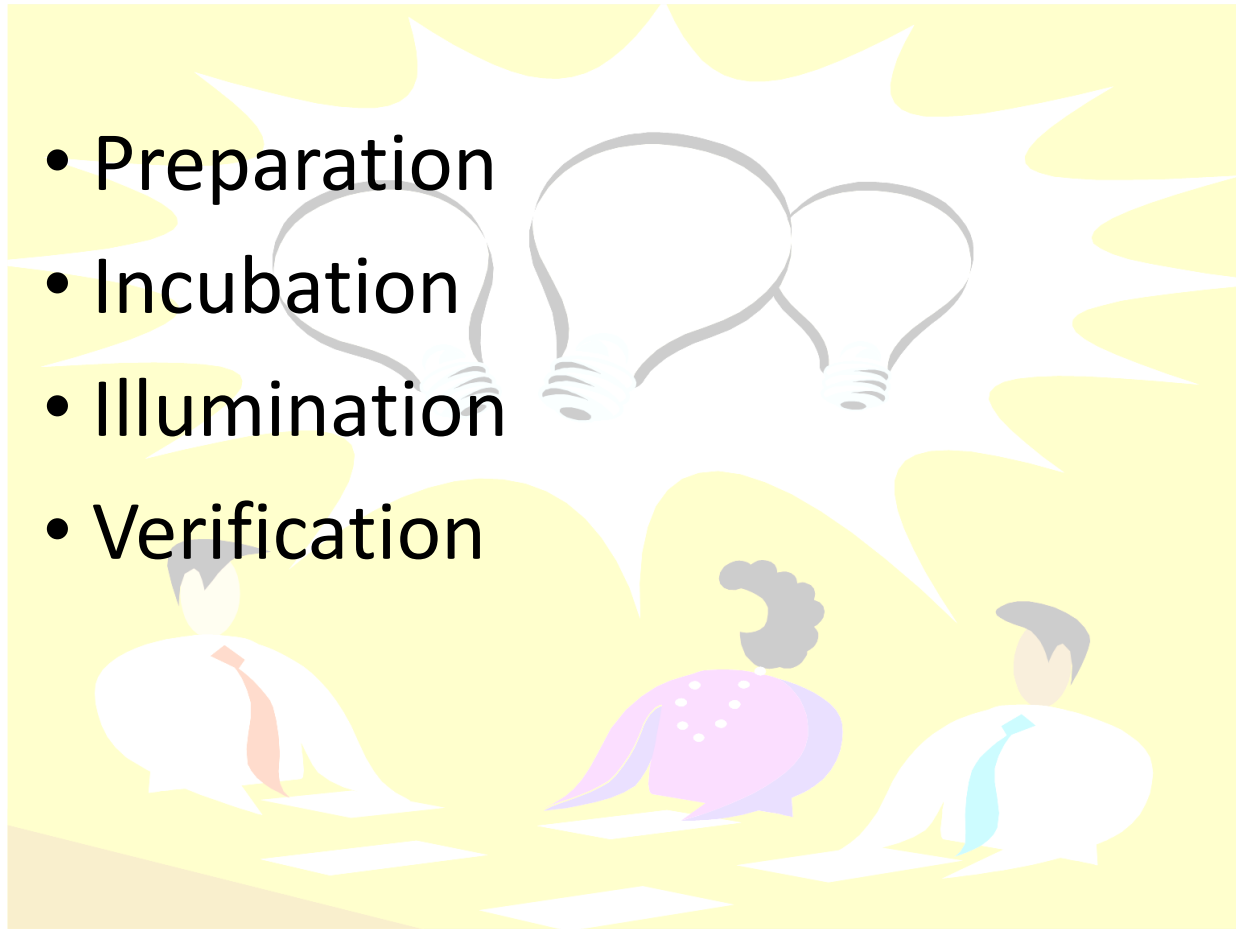 • Preparation
• Incubation
• Illumination
• Verification